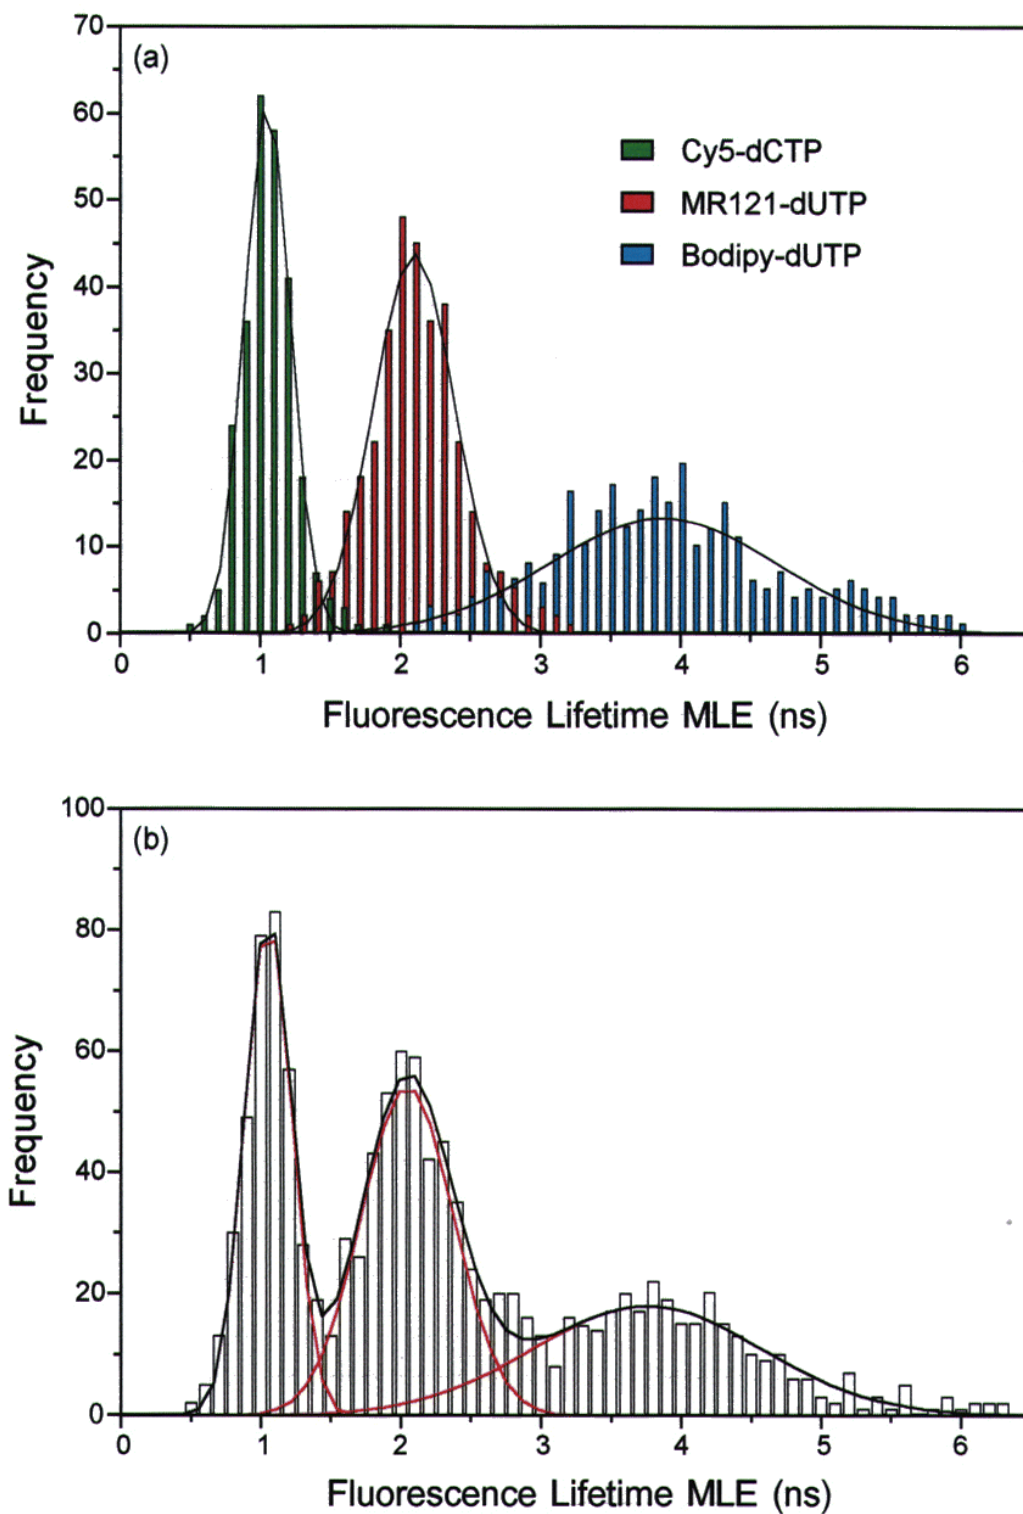 70
(a)
60
50
40
30
20
10
0
Frequency
Cy5-dCTP
MR121-dUTP
Bodipy-dUTP
0 1 2 3 4 5 6
Fluorescence Lifetime MLE (ns)
100
(b)
80
60
40
20
0
Frequency
0 1 2 3 4 5 6
Fluorescence Lifetime MLE (ns)